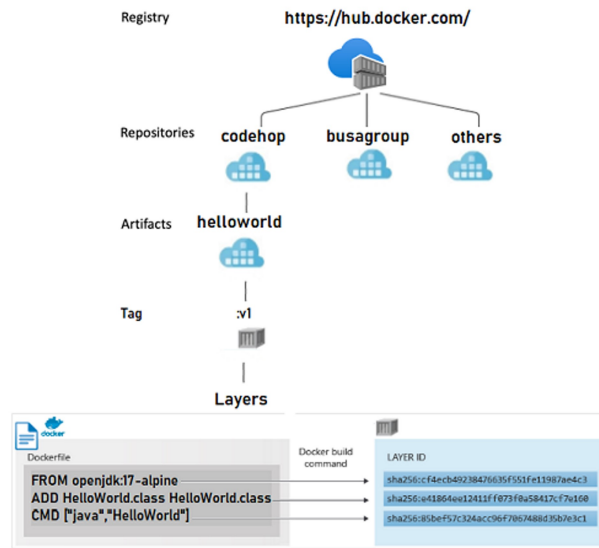 Registry
https://hub.docker.com/
Repositories
codehop
busagroup
others
Artifacts
helloworld
Tag
:v1
Layers
docker
Dockerfile
Docker build
command
LAYER ID
FROM openjdk:17-alpine
ADD HelloWorld.class HelloWorld.class
CMD ["java","HelloWorld"]
sha256:cf4ecb49238476635f551fe11987ae4c3
sha256:e41864ee12411ff073f0a58417cf7e160
sha256:85bef57c324acc96f7067488d35b7e3c1